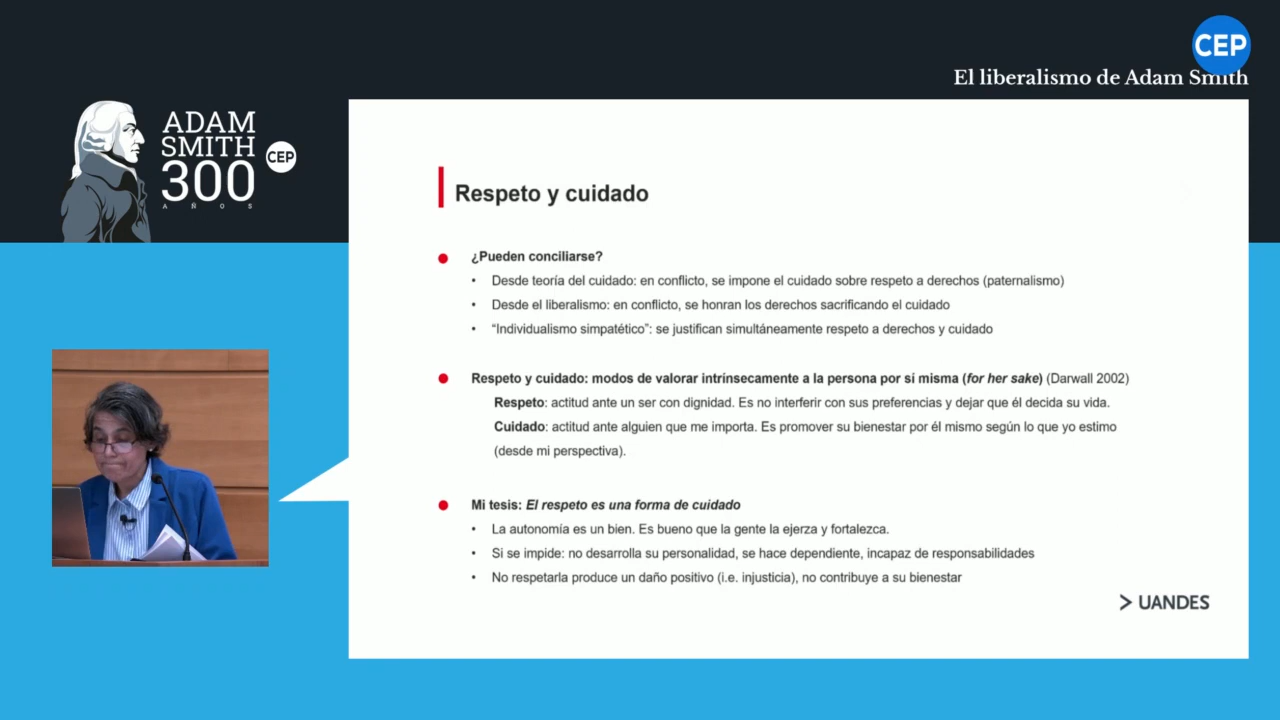 CEP
El liberalismo de Adam Smith
ADAM
SMITH
300
AÑOS
CEP
Respeto y cuidado
¿Pueden conciliarse?
• Desde teoría del cuidado: en conflicto, se impone el cuidado sobre respeto a derechos (paternalismo)
• Desde el liberalismo: en conflicto, se honran los derechos sacrificando el cuidado
• “Individualismo simpatético”: se justifican simultáneamente respeto a derechos y cuidado
Respeto y cuidado: modos de valorar intrínsecamente a la persona por sí misma (for her sake) (Darwall 2002)
Respeto: actitud ante un ser con dignidad. Es no interferir con sus preferencias y dejar que él decida su vida.
Cuidado: actitud ante alguien que me importa. Es promover su bienestar por él mismo según lo que yo estimo
(desde mi perspectiva).
Mi tesis: El respeto es una forma de cuidado
• La autonomía es un bien. Es bueno que la gente la ejerza y fortalezca.
• Si se impide: no desarrolla su personalidad, se hace dependiente, incapaz de responsabilidades
• No respetarla produce un daño positivo (i.e. injusticia), no contribuye a su bienestar
> UANDES